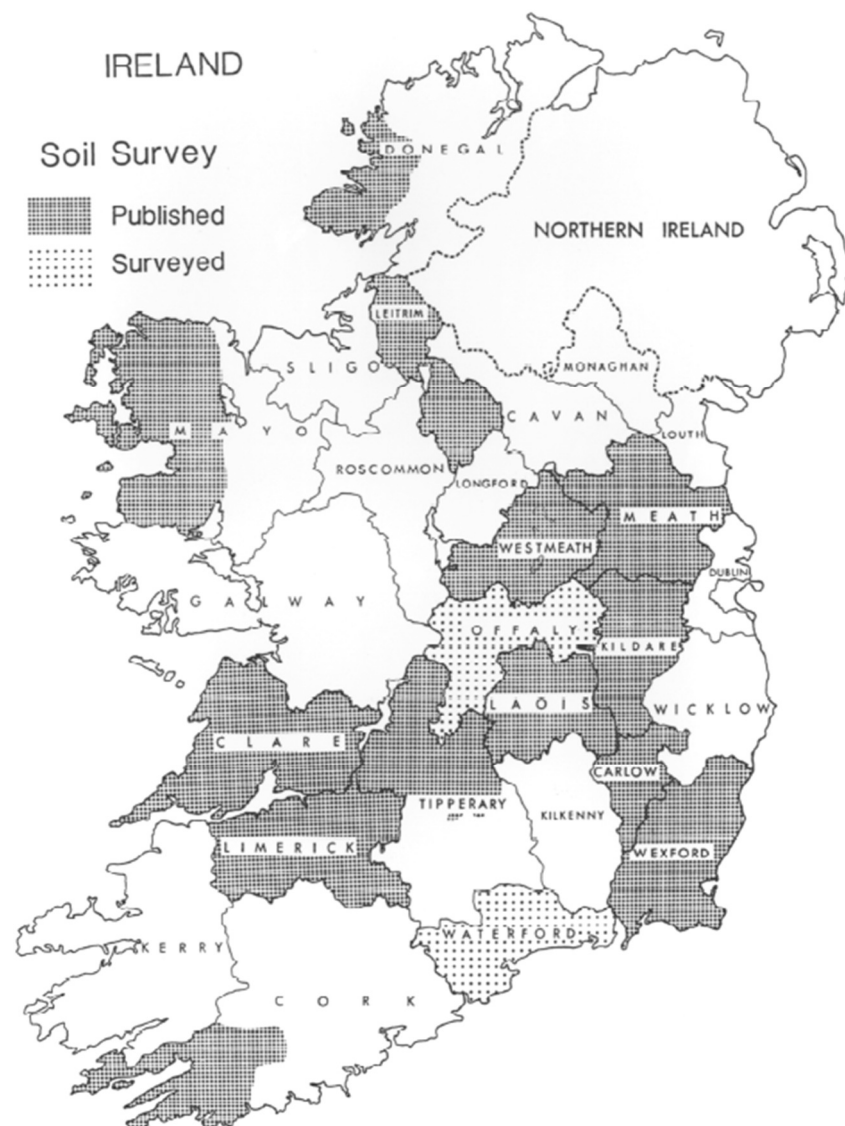 IRELAND
Soil Survey
Published
Surveyed
DONEGAL
NORTHERN IRELAND
LEITRIM
SLIGO
MONAGHAN
CAVAN
LOUTH
MAYO
ROSCOMMON
LONGFORD
MEATH
WESTMEATH
DUBLIN
GALWAY
OFFALY
KILDARE
LAÖIS
WICKLOW
CLARE
CARLOW
TIPPERARY
KILKENNY
LIMERICK
WEXFORD
WATERFORD
KERRY
CORK